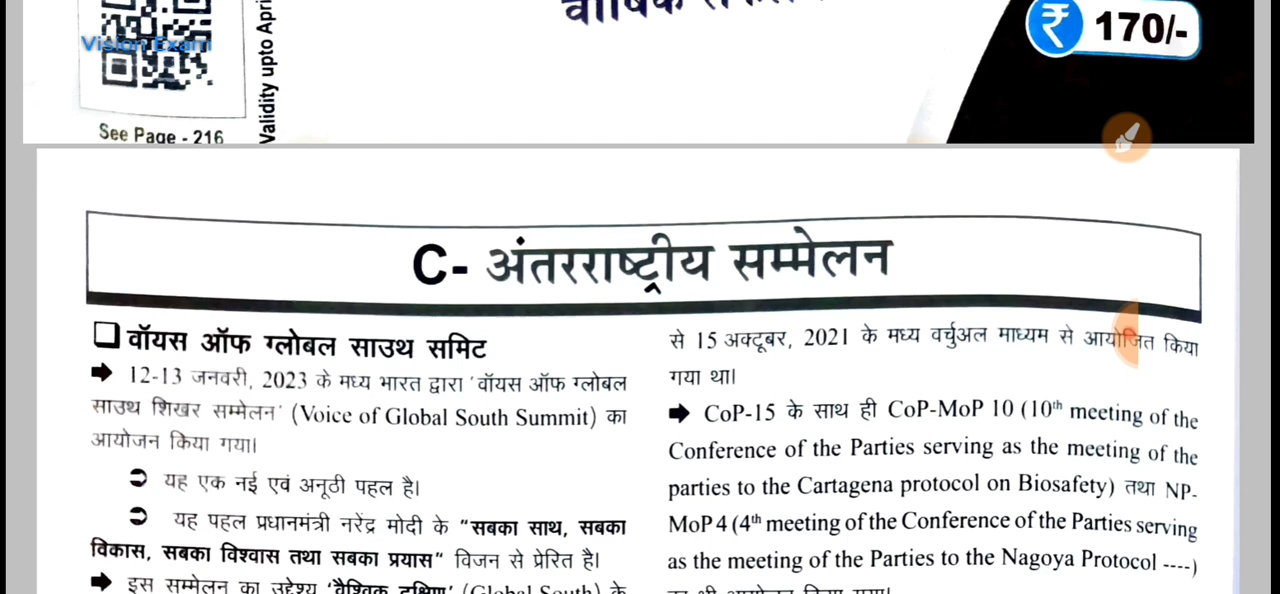 Vision Exam
See Page - 216
Validity upto Apri
वार्षिक
₹ 170/-
C- अंतरराष्ट्रीय सम्मेलन
❑ वॉयस ऑफ ग्लोबल साउथ समिट
➡ 12-13 जनवरी, 2023 के मध्य भारत द्वारा 'वॉयस ऑफ ग्लोबल
साउथ शिखर सम्मेलन' (Voice of Global South Summit) का
आयोजन किया गया।
➲ यह एक नई एवं अनूठी पहल है।
➲ यह पहल प्रधानमंत्री नरेंद्र मोदी के "सबका साथ, सबका
विकास, सबका विश्वास तथा सबका प्रयास" विजन से प्रेरित है।
➡ इस सम्मेलन का उद्देश्य 'वैश्विक दक्षिण' (Global South) के
से 15 अक्टूबर, 2021 के मध्य वर्चुअल माध्यम से आयोजित किया
गया था।
➡ CoP-15 के साथ ही CoP-MoP 10 (10th meeting of the
Conference of the Parties serving as the meeting of the
parties to the Cartagena protocol on Biosafety) तथा NP-
MoP 4 (4th meeting of the Conference of the Parties serving
as the meeting of the Parties to the Nagoya Protocol ----)